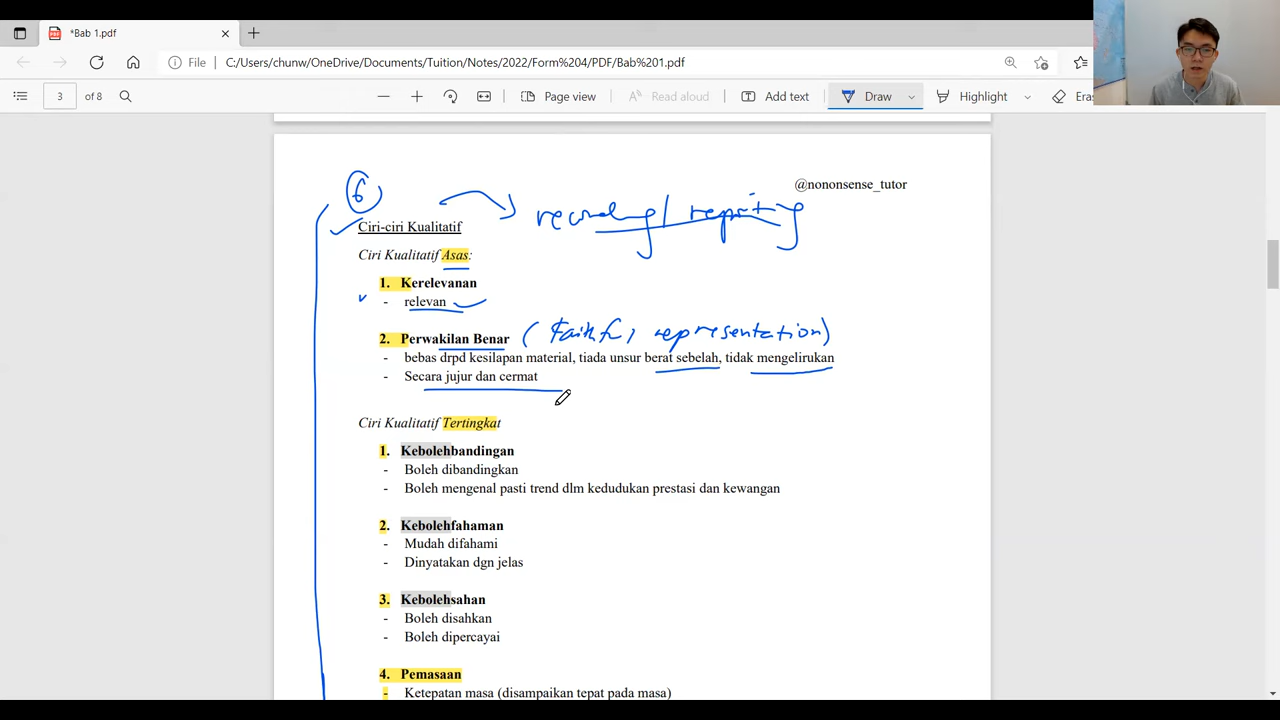 *Bab 1.pdf
File C:/Users/chunw/OneDrive/Documents/Tuition/Notes/2022/Form%204/PDF/Bab%201.pdf
3 of 8 Page view Read aloud Add text Draw Highlight Eras
@nononsense_tutor
6
recording/ reporting
Ciri-ciri Kualitatif
Ciri Kualitatif Asas:
1. Kerelevanan
- relevan
2. Perwakilan Benar (Faithful representation)
- bebas drpd kesilapan material, tiada unsur berat sebelah, tidak mengelirukan
- Secara jujur dan cermat
Ciri Kualitatif Tertingkat
1. Kebolehbandingan
- Boleh dibandingkan
- Boleh mengenal pasti trend dlm kedudukan prestasi dan kewangan
2. Kebolehfahaman
- Mudah difahami
- Dinyatakan dgn jelas
3. Kebolehsahan
- Boleh disahkan
- Boleh dipercayai
4. Pemasaan
- Ketepatan masa (disampaikan tepat pada masa)